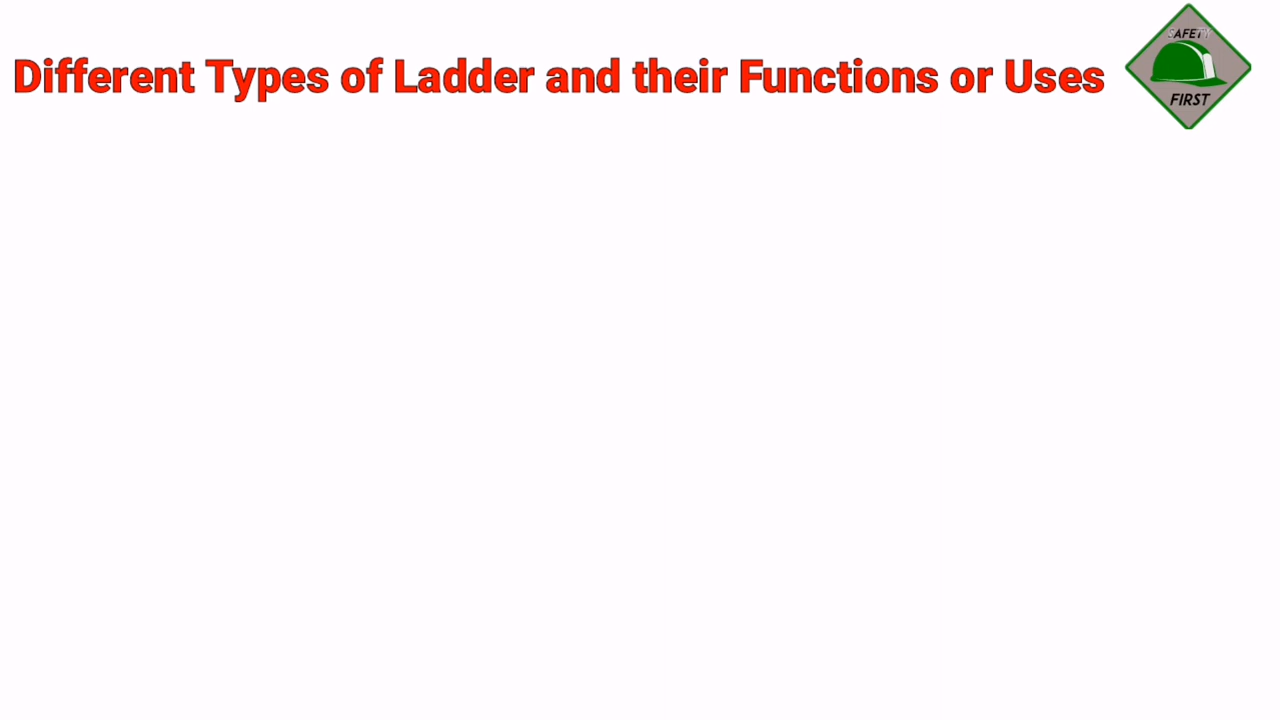 Different Types of Ladder and their Functions or Uses
SAFETY
FIRST